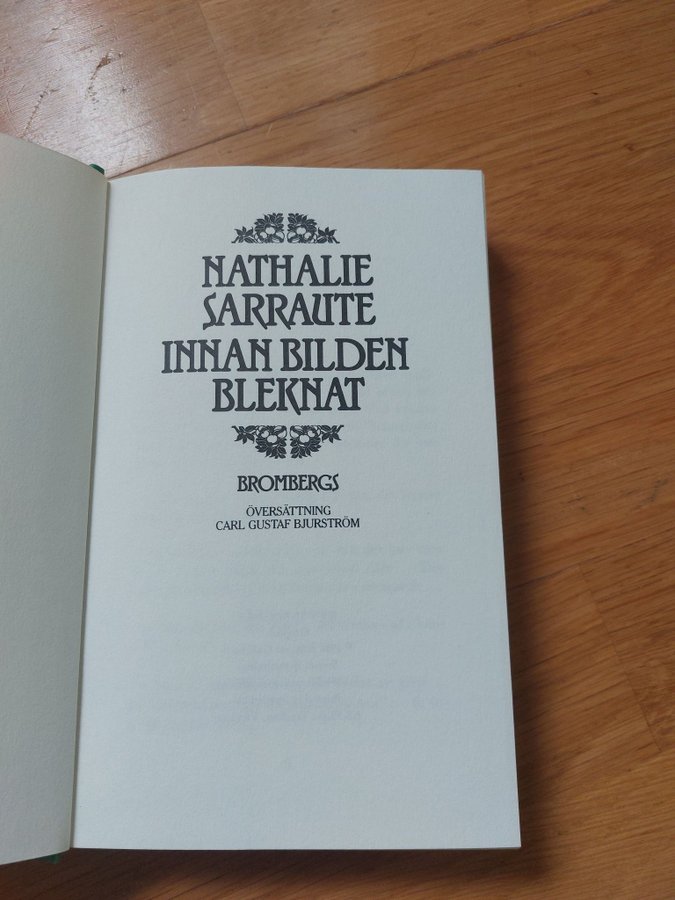 NATHALIE
SARRAUTE
INNAN BILDEN
BLEKNAT
BROMBERGS
ÖVERSÄTTNING
CARL GUSTAF BJURSTRÖM